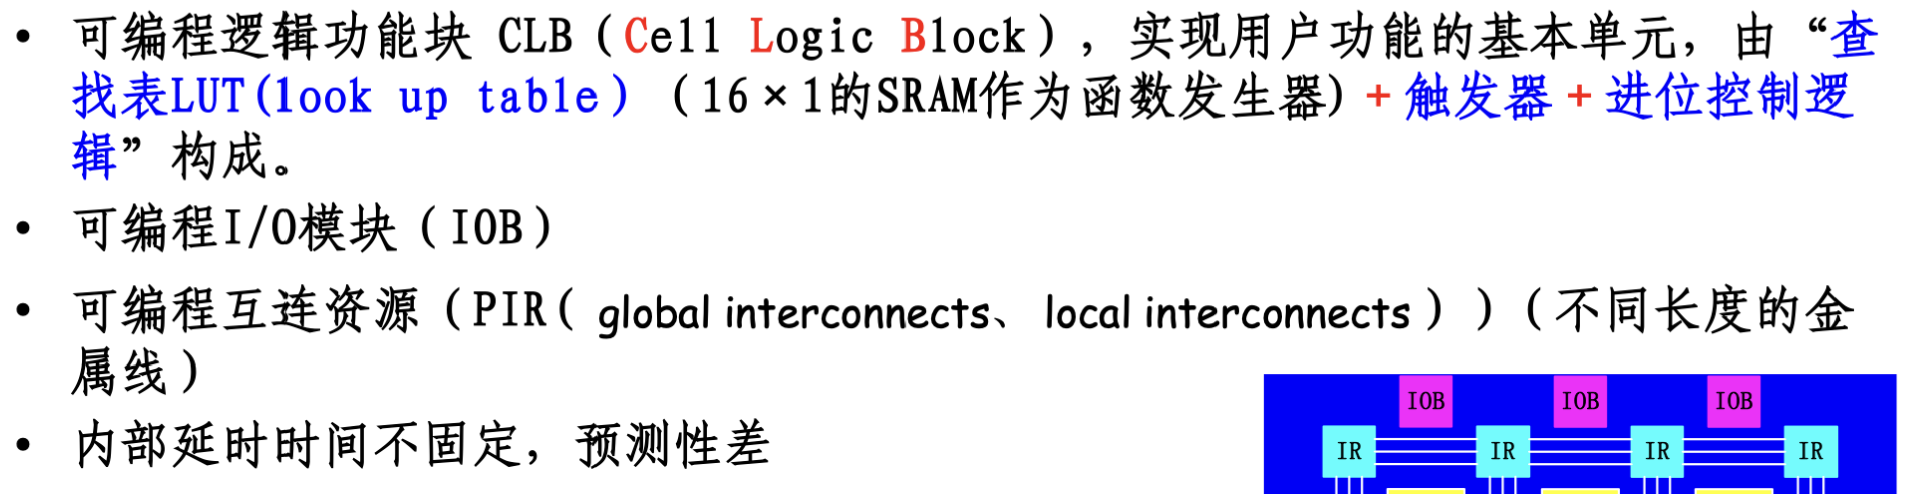 • 可编程逻辑功能块 CLB（Cell Logic Block），实现用户功能的基本单元，由“查
找表LUT(look up table）（16×1的SRAM作为函数发生器)+触发器+进位控制逻
辑”构成。
• 可编程I/O模块（IOB）
• 可编程互连资源（PIR( global interconnects、 local interconnects））（不同长度的金
属线）
• 内部延时时间不固定，预测性差
IOB IOB IOB
IR IR IR IR